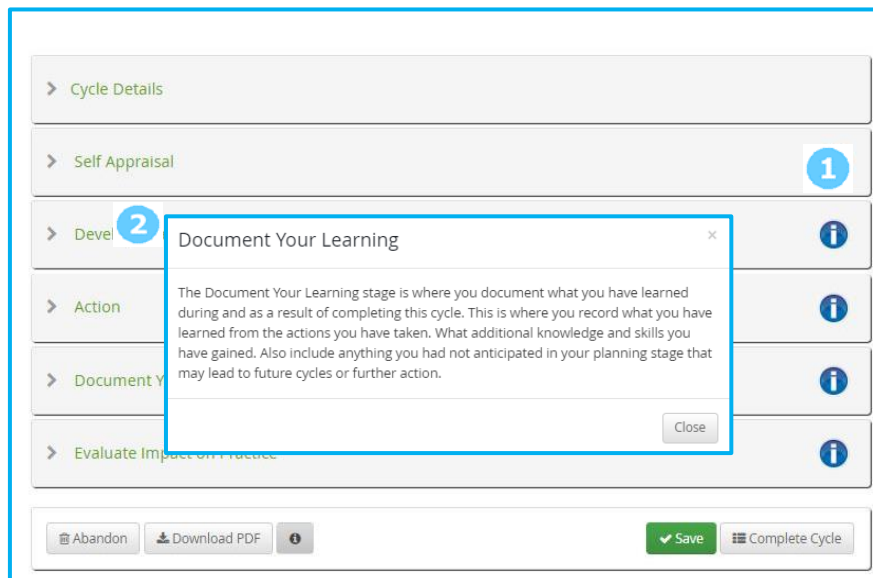 Cycle Details
Self Appraisal
1
Devel
2
Document Your Learning
×
The Document Your Learning stage is where you document what you have learned
during and as a result of completing this cycle. This is where you record what you have
learned from the actions you have taken. What additional knowledge and skills you
have gained. Also include anything you had not anticipated in your planning stage that
may lead to future cycles or further action.
Close
Action
Document Y
Evaluate Impact on Practice
Abandon
Download PDF
Save
Complete Cycle